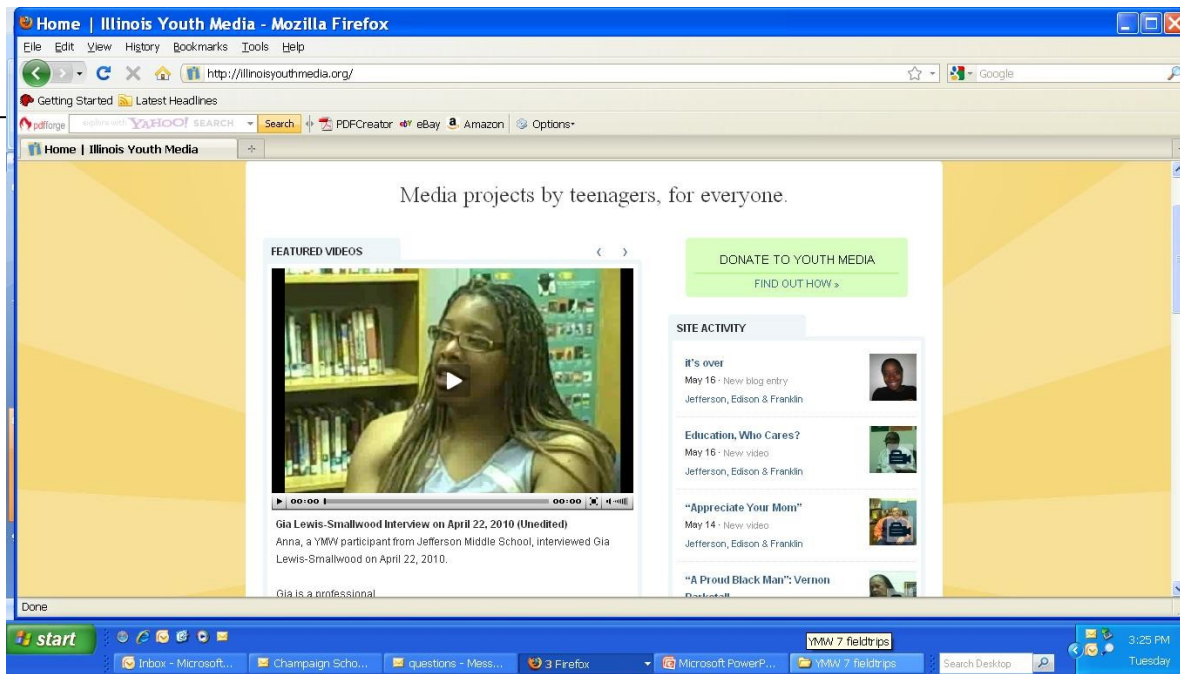 Home | Illinois Youth Media - Mozilla Firefox
File Edit View History Bookmarks Tools Help
http://illinoisyouthmedia.org/
Google
Getting Started Latest Headlines
pdfforge YAHOO! SEARCH Search PDFCreator eBay Amazon Options
Home | Illinois Youth Media
Media projects by teenagers, for everyone.
FEATURED VIDEOS
00:00 00:00
Gia Lewis-Smallwood Interview on April 22, 2010 (Unedited)
Anna, a YMW participant from Jefferson Middle School, interviewed Gia
Lewis-Smallwood on April 22, 2010.
Gia is a professional
DONATE TO YOUTH MEDIA
FIND OUT HOW »
SITE ACTIVITY
it's over
May 16 · New blog entry
Jefferson, Edison & Franklin
Education, Who Cares?
May 16 · New video
Jefferson, Edison & Franklin
“Appreciate Your Mom”
May 14 · New video
Jefferson, Edison & Franklin
“A Proud Black Man”: Vernon
Done
YMW 7 fieldtrips
start
Inbox - Microsoft... Champaign Scho... questions - Mess... 3 Firefox Microsoft PowerP... YMW 7 fieldtrips Search Desktop
3:25 PM
Tuesday